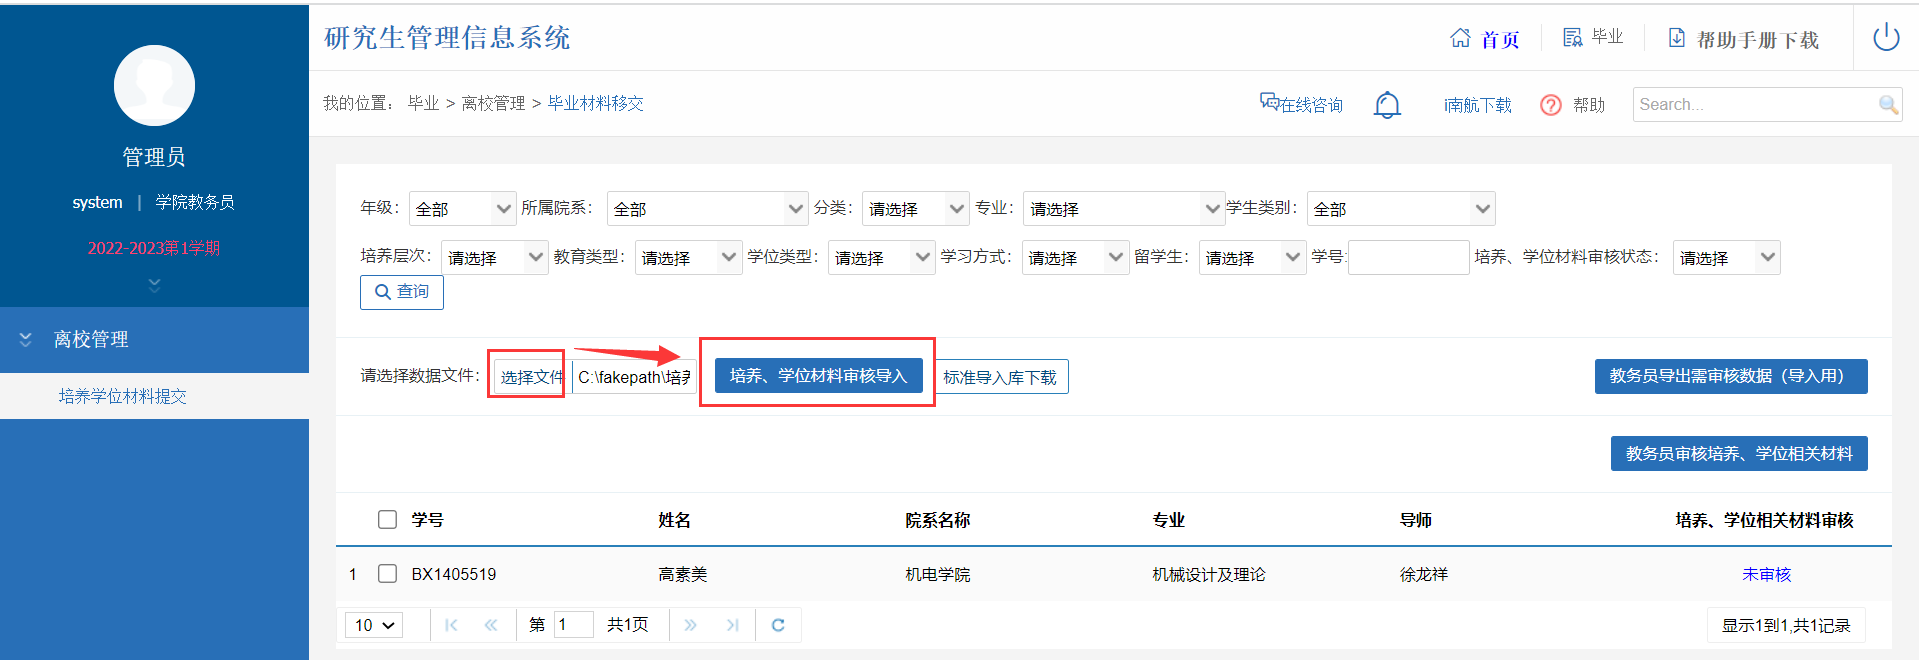 研究生管理信息系统
首页
毕业
帮助手册下载
管理员
system | 学院教务员
2022-2023第1学期
离校管理
培养学位材料提交
我的位置： 毕业 > 离校管理 > 毕业材料移交
在线咨询
i南航下载
帮助
Search...
年级： 全部 所属院系： 全部 分类： 请选择 专业： 请选择 学生类别： 全部
培养层次： 请选择 教育类型： 请选择 学位类型： 请选择 学习方式： 请选择 留学生： 请选择 学号: 培养、学位材料审核状态： 请选择
查询
请选择数据文件： 选择文件 C:\fakepath\培养 培养、学位材料审核导入 标准导入库下载 教务员导出需审核数据（导入用）
教务员审核培养、学位相关材料
学号 姓名 院系名称 专业 导师 培养、学位相关材料审核
1 BX1405519 高素美 机电学院 机械设计及理论 徐龙祥 未审核
10 第 1 共1页 显示1到1,共1记录